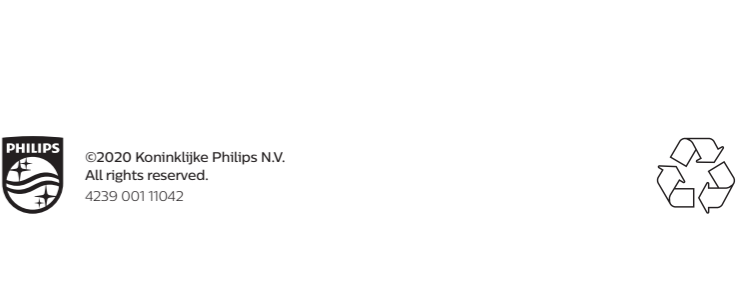 PHILIPS
©2020 Koninklijke Philips N.V.
All rights reserved.
4239 001 11042